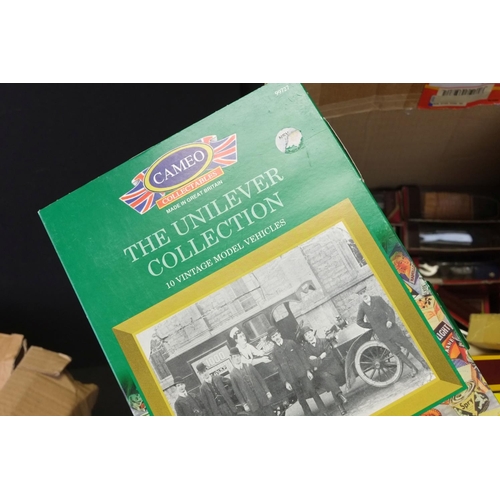 CAMEO
COLLECTABLES
MADE IN GREAT BRITAIN
THE UNILEVER
COLLECTION
10 VINTAGE MODEL VEHICLES